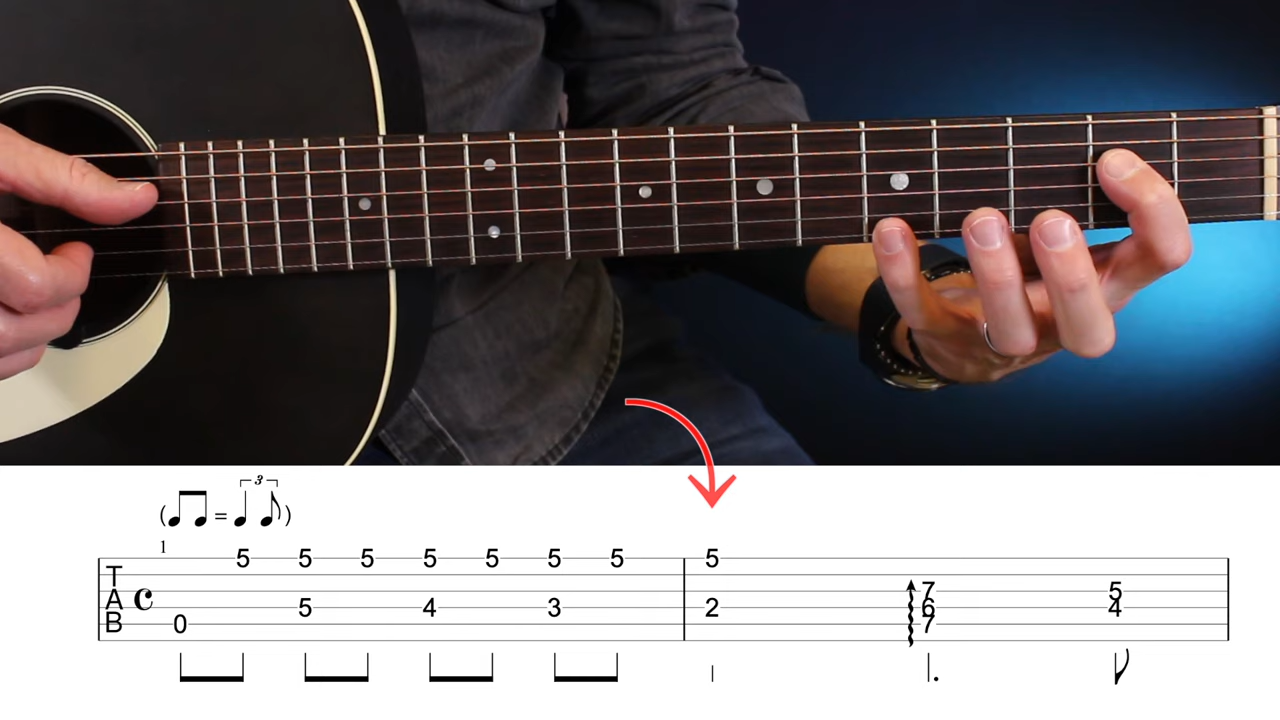 (♫ = 3)
1
5 5 5 5 5 5 5 5
T
7 5
A C 5 4 3 2 6 4
B 0 7